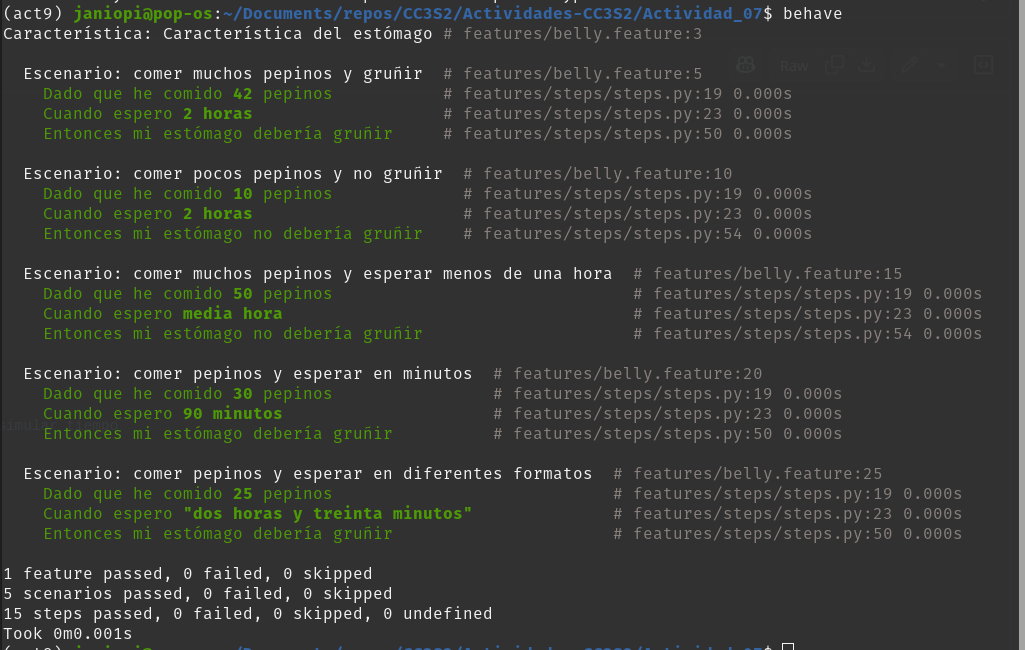 (act9) janiopi@pop-os:~/Documents/repos/CC3S2/Actividades-CC3S2/Actividad_07$ behave
Característica: Característica del estómago # features/belly.feature:3
Raw
Escenario: comer muchos pepinos y gruñir # features/belly.feature:5
Dado que he comido 42 pepinos # features/steps/steps.py:19 0.000s
Cuando espero 2 horas # features/steps/steps.py:23 0.000s
Entonces mi estómago debería gruñir # features/steps/steps.py:50 0.000s
Escenario: comer pocos pepinos y no gruñir # features/belly.feature:10
Dado que he comido 10 pepinos # features/steps/steps.py:19 0.000s
Cuando espero 2 horas # features/steps/steps.py:23 0.000s
Entonces mi estómago no debería gruñir # features/steps/steps.py:54 0.000s
Escenario: comer muchos pepinos y esperar menos de una hora # features/belly.feature:15
Dado que he comido 50 pepinos # features/steps/steps.py:19 0.000s
Cuando espero media hora # features/steps/steps.py:23 0.000s
Entonces mi estómago no debería gruñir # features/steps/steps.py:54 0.000s
Escenario: comer pepinos y esperar en minutos # features/belly.feature:20
Dado que he comido 30 pepinos # features/steps/steps.py:19 0.000s
Cuando espero 90 minutos # features/steps/steps.py:23 0.000s
Entonces mi estómago debería gruñir # features/steps/steps.py:50 0.000s
Escenario: comer pepinos y esperar en diferentes formatos # features/belly.feature:25
Dado que he comido 25 pepinos # features/steps/steps.py:19 0.000s
Cuando espero "dos horas y treinta minutos" # features/steps/steps.py:23 0.000s
Entonces mi estómago debería gruñir # features/steps/steps.py:50 0.000s
1 feature passed, 0 failed, 0 skipped
5 scenarios passed, 0 failed, 0 skipped
15 steps passed, 0 failed, 0 skipped, 0 undefined
Took 0m0.001s